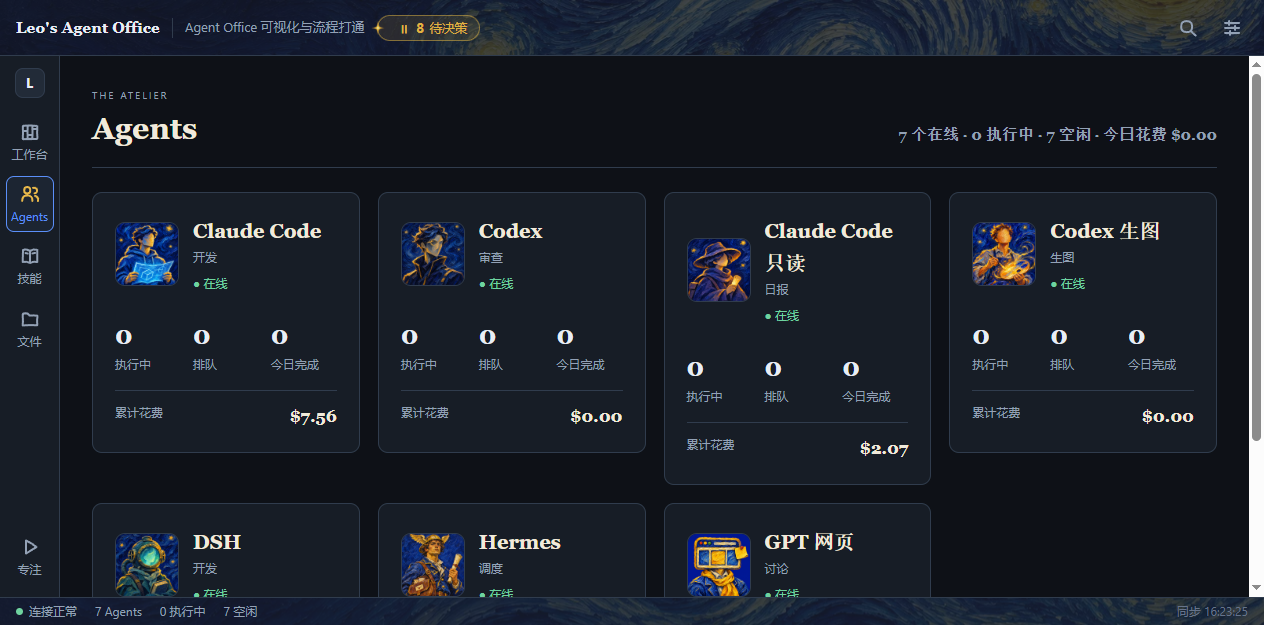 Leo's Agent Office
Agent Office 可视化与流程打通
8 待决策
L
工作台
Agents
技能
文件
专注
THE ATELIER
Agents
7 个在线 · 0 执行中 · 7 空闲 · 今日花费 $0.00
Claude Code
开发
● 在线
0 0 0
执行中 排队 今日完成
累计花费 $7.56
Codex
审查
● 在线
0 0 0
执行中 排队 今日完成
累计花费 $0.00
Claude Code
只读
日报
● 在线
0 0 0
执行中 排队 今日完成
累计花费 $2.07
Codex 生图
生图
● 在线
0 0 0
执行中 排队 今日完成
累计花费 $0.00
DSH
开发
● 在线
Hermes
调度
● 在线
GPT 网页
讨论
● 在线
连接正常 7 Agents 0 执行中 7 空闲
同步 16:23:25